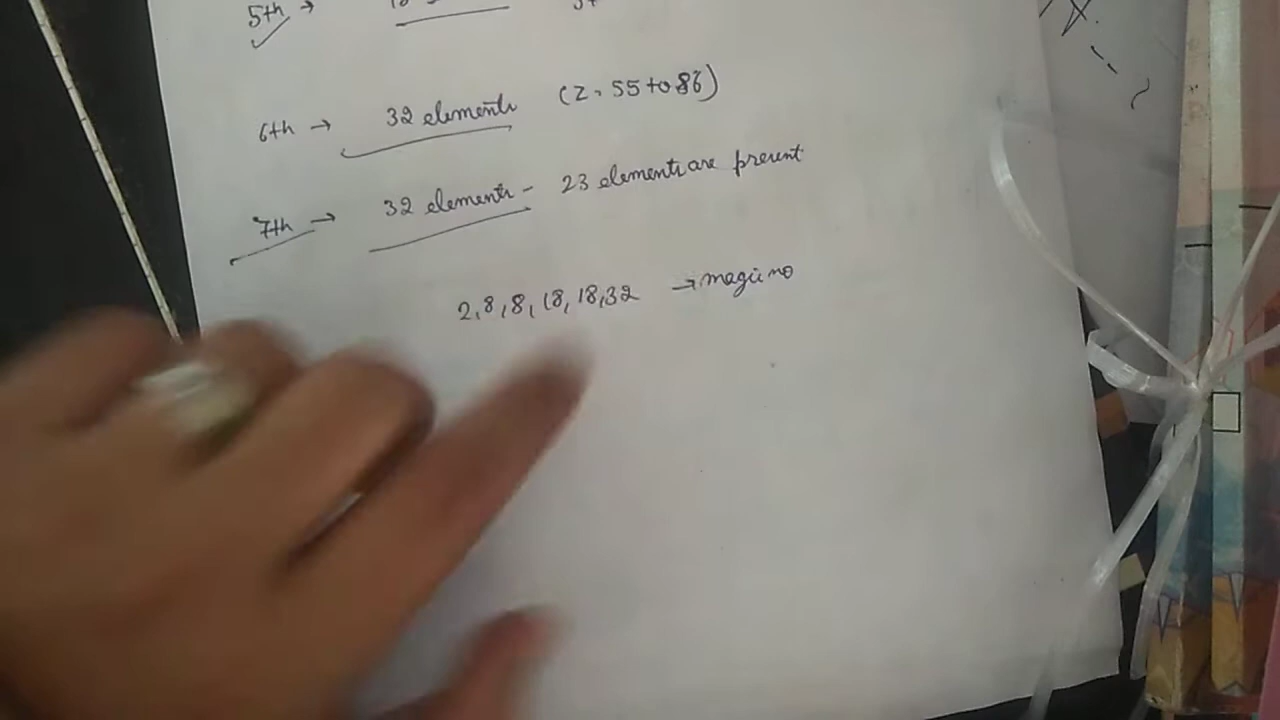 5th →
6th → 32 elements (Z. 55 to 86)
7th → 32 elements - 23 elements are present
2,8,8,18,18,32 → magic no